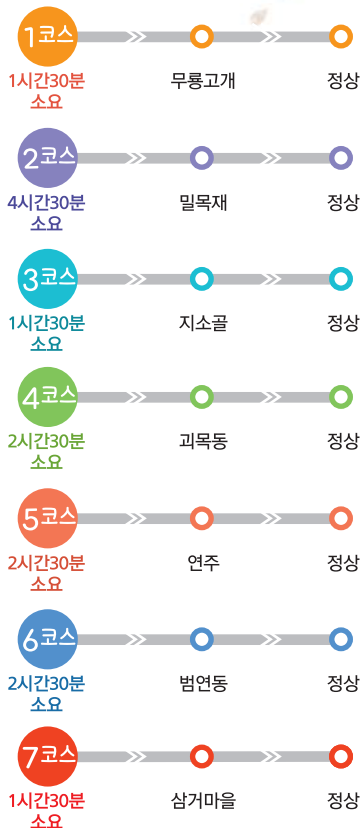 1코스
1시간30분
소요
무룡고개
정상
2코스
4시간30분
소요
밀목재
정상
3코스
1시간30분
소요
지소골
정상
4코스
2시간30분
소요
괴목동
정상
5코스
2시간30분
소요
연주
정상
6코스
2시간30분
소요
범연동
정상
7코스
1시간30분
소요
삼거마을
정상